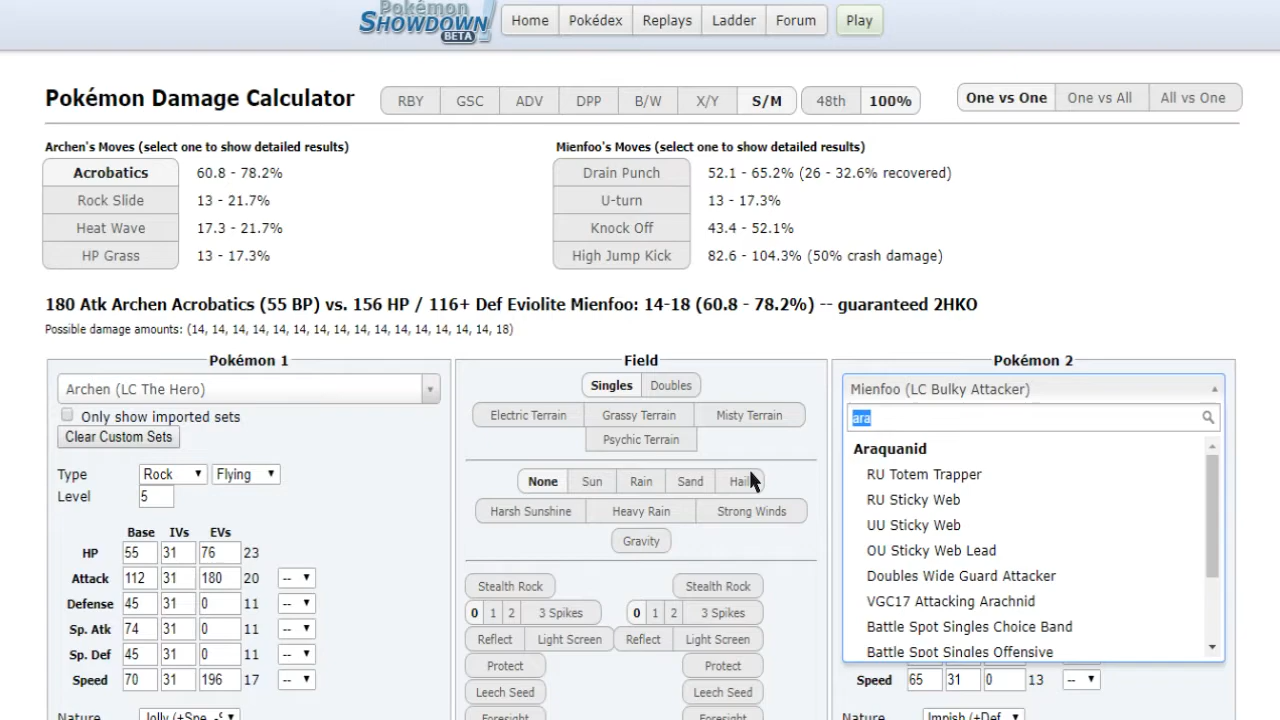 Pokémon
SHOWDOWN!
BETA
Home Pokédex Replays Ladder Forum Play
Pokémon Damage Calculator
RBY GSC ADV DPP B/W X/Y S/M 48th 100% One vs One One vs All All vs One
Archen's Moves (select one to show detailed results)
Acrobatics 60.8 - 78.2%
Rock Slide 13 - 21.7%
Heat Wave 17.3 - 21.7%
HP Grass 13 - 17.3%
Mienfoo's Moves (select one to show detailed results)
Drain Punch 52.1 - 65.2% (26 - 32.6% recovered)
U-turn 13 - 17.3%
Knock Off 43.4 - 52.1%
High Jump Kick 82.6 - 104.3% (50% crash damage)
180 Atk Archen Acrobatics (55 BP) vs. 156 HP / 116+ Def Eviolite Mienfoo: 14-18 (60.8 - 78.2%) -- guaranteed 2HKO
Possible damage amounts: (14, 14, 14, 14, 14, 14, 14, 14, 14, 14, 14, 14, 14, 14, 14, 18)
Pokémon 1
Archen (LC The Hero)
Only show imported sets
Clear Custom Sets
Type Rock Flying
Level 5
Base IVs EVs
HP 55 31 76 23
Attack 112 31 180 20 --
Defense 45 31 0 11 --
Sp. Atk 74 31 0 11 --
Sp. Def 45 31 0 11 --
Speed 70 31 196 17 --
Nature Jolly (+Spe, -S
Field
Singles Doubles
Electric Terrain Grassy Terrain Misty Terrain
Psychic Terrain
None Sun Rain Sand Hail
Harsh Sunshine Heavy Rain Strong Winds
Gravity
Stealth Rock Stealth Rock
0 1 2 3 Spikes 0 1 2 3 Spikes
Reflect Light Screen Reflect Light Screen
Protect Protect
Leech Seed Leech Seed
Foresight Foresight
Pokémon 2
Mienfoo (LC Bulky Attacker)
ara
Araquanid
RU Totem Trapper
RU Sticky Web
UU Sticky Web
OU Sticky Web Lead
Doubles Wide Guard Attacker
VGC17 Attacking Arachnid
Battle Spot Singles Choice Band
Battle Spot Singles Offensive
Speed 65 31 0 13 --
Nature Impish (+Def,